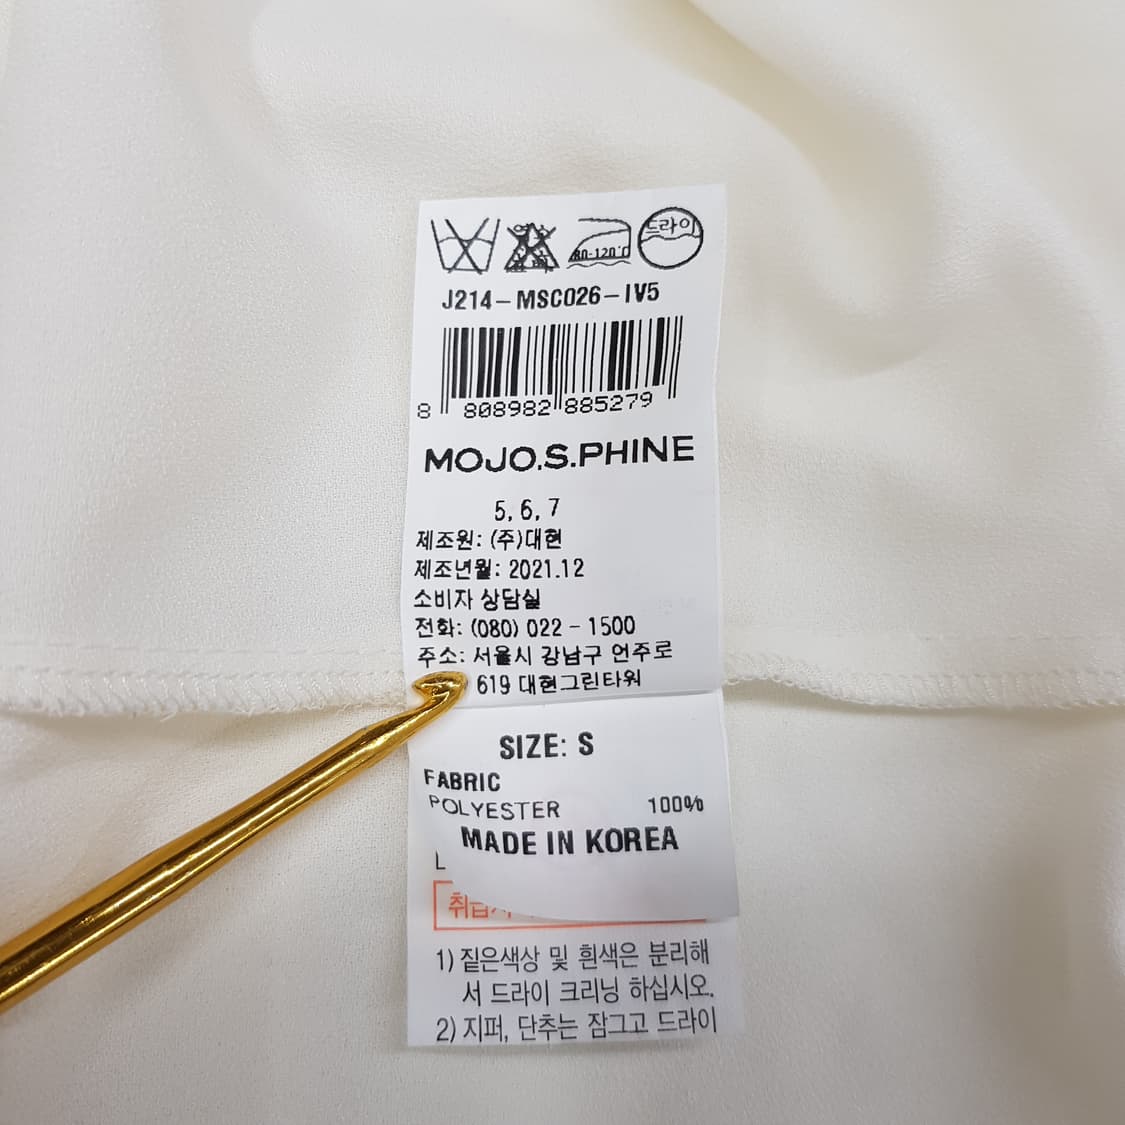 드라이
80-120℃
J214-MSC026-IV5
8 808982 885279
MOJO.S.PHINE
5, 6, 7
제조원: (주)대현
제조년월: 2021.12
소비자 상담실
전화: (080) 022 - 1500
주소: 서울시 강남구 언주로
619 대현그린타워
SIZE: S
FABRIC
POLYESTER 100%
MADE IN KOREA
L
1) 짙은색상 및 흰색은 분리해
서 드라이 크리닝 하십시오.
2) 지퍼, 단추는 잠그고 드라이